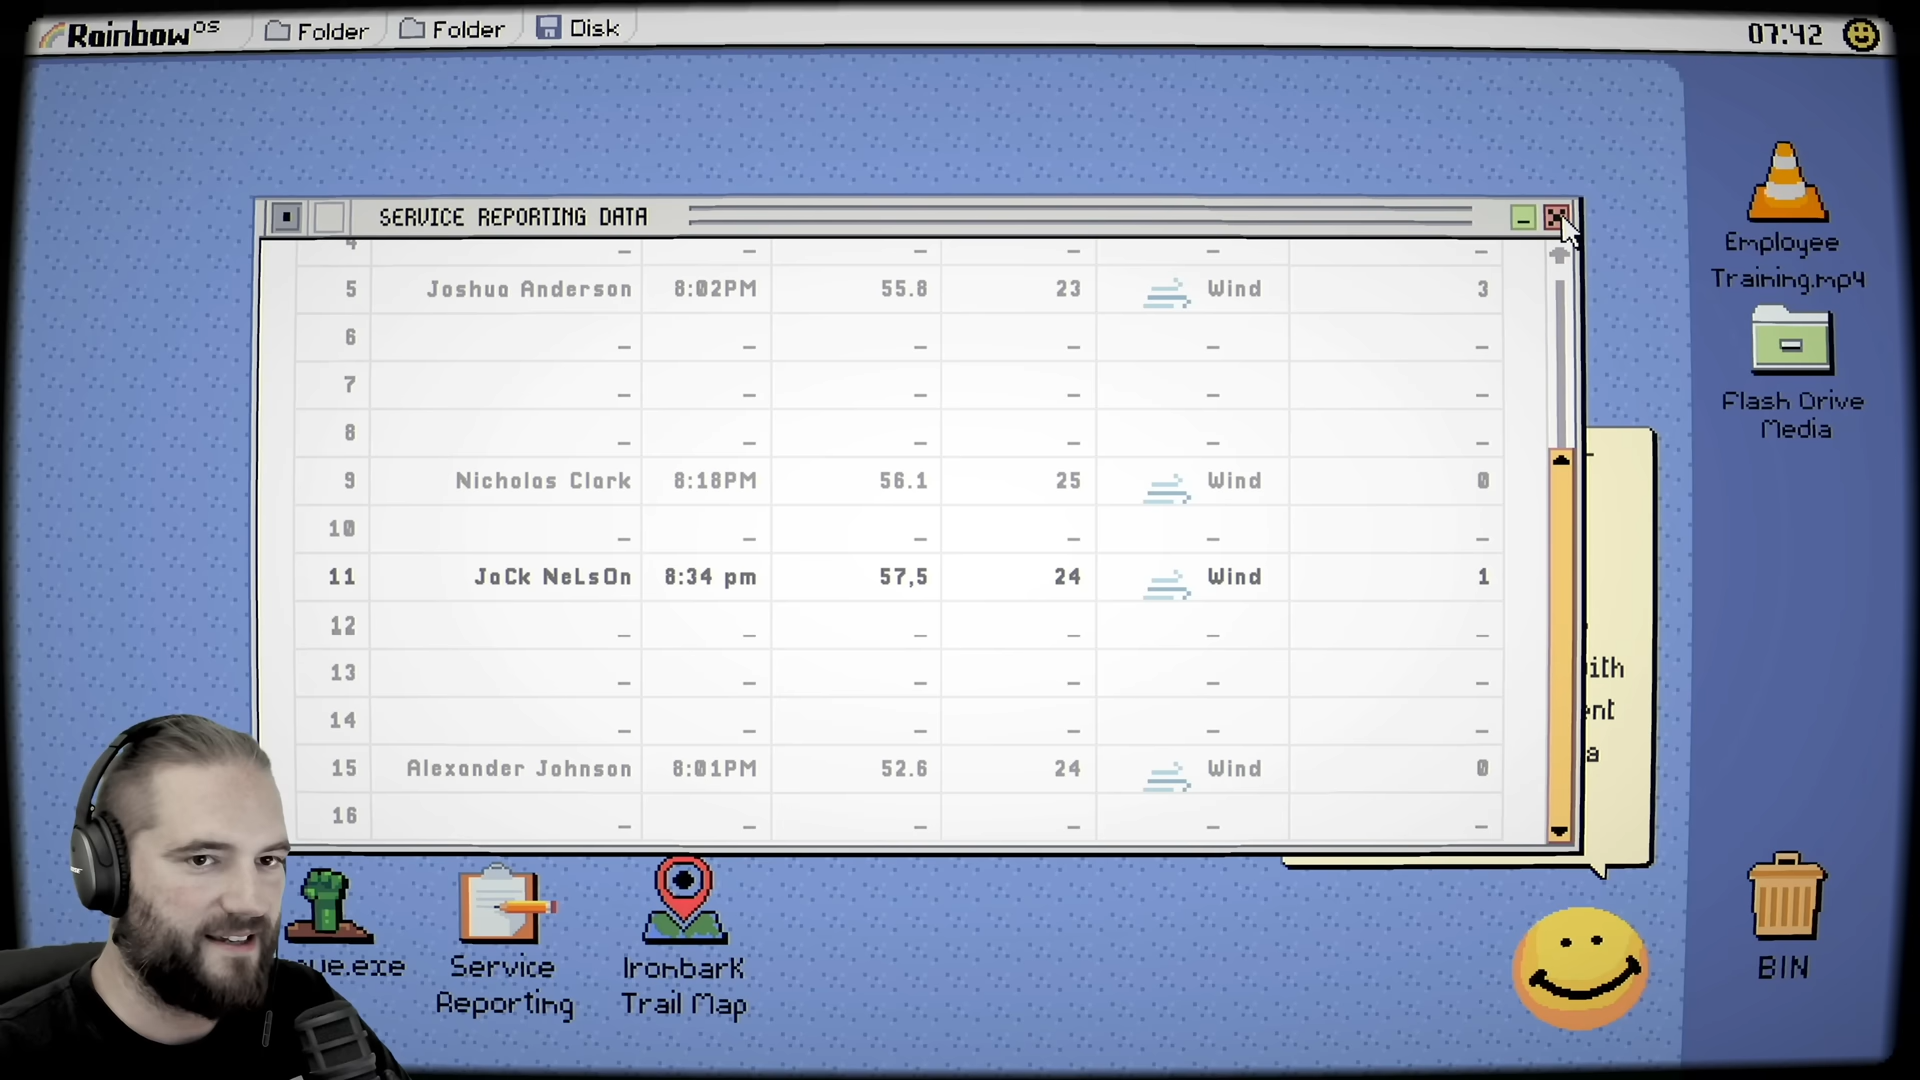 Rainbow OS Folder Folder Disk 07:42
SERVICE REPORTING DATA
4 _ _ _ _ _ _
5 Joshua Anderson 8:02PM 55.8 23 Wind 3
6 _ _ _ _ _ _
7 _ _ _ _ _ _
8 _ _ _ _ _ _
9 Nicholas Clark 8:18PM 56.1 25 Wind 0
10 _ _ _ _ _ _
11 JaCk NeLsOn 8:34 pm 57,5 24 Wind 1
12 _ _ _ _ _ _
13 _ _ _ _ _ _
14 _ _ _ _ _ _
15 Alexander Johnson 8:01PM 52.6 24 Wind 0
16 _ _ _ _ _ _
Employee
Training.mp4
Flash Drive
Media
ith
nt
a
ue.exe
Service
Reporting
Ironbark
Trail Map
BIN